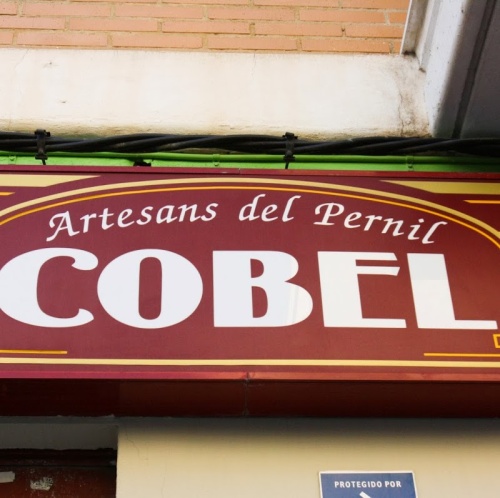 Artesans del Pernil
COBEL
PROTEGIDO POR